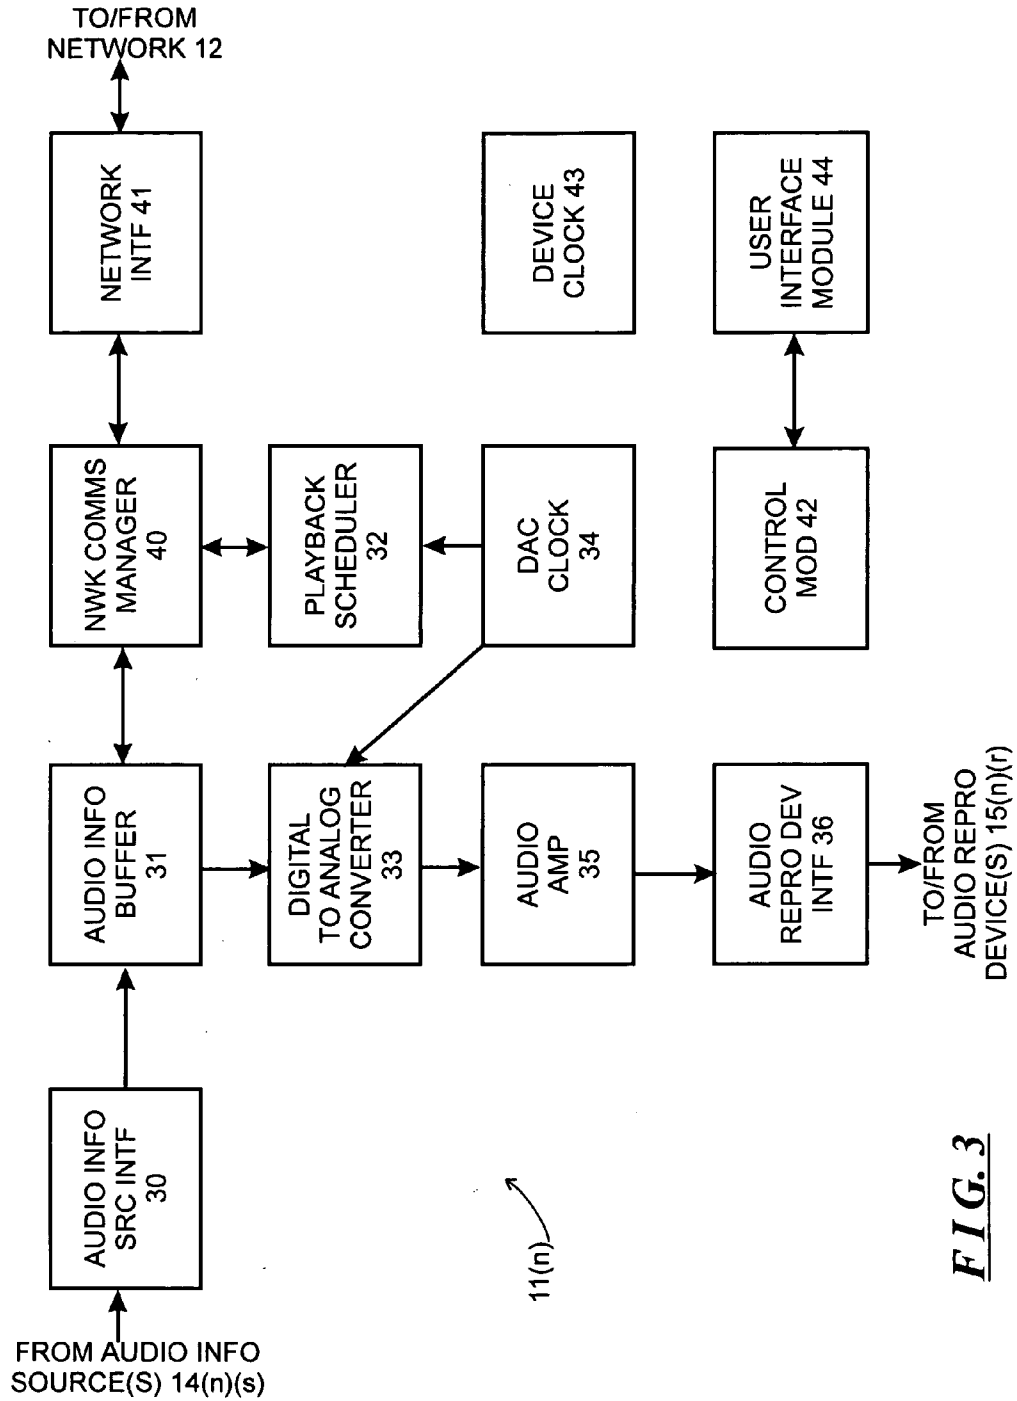 TO/FROM
NETWORK 12
NETWORK
INTF 41
DEVICE
CLOCK 43
USER
INTERFACE
MODULE 44
NWK COMMS
MANAGER
40
PLAYBACK
SCHEDULER
32
DAC
CLOCK
34
CONTROL
MOD 42
AUDIO INFO
BUFFER
31
DIGITAL
TO ANALOG
CONVERTER
33
AUDIO
AMP
35
AUDIO
REPRO DEV
INTF 36
TO/FROM
AUDIO REPRO
DEVICE(S) 15(n)(r)
AUDIO INFO
SRC INTF
30
11(n)
FROM AUDIO INFO
SOURCE(S) 14(n)(s)
FIG. 3